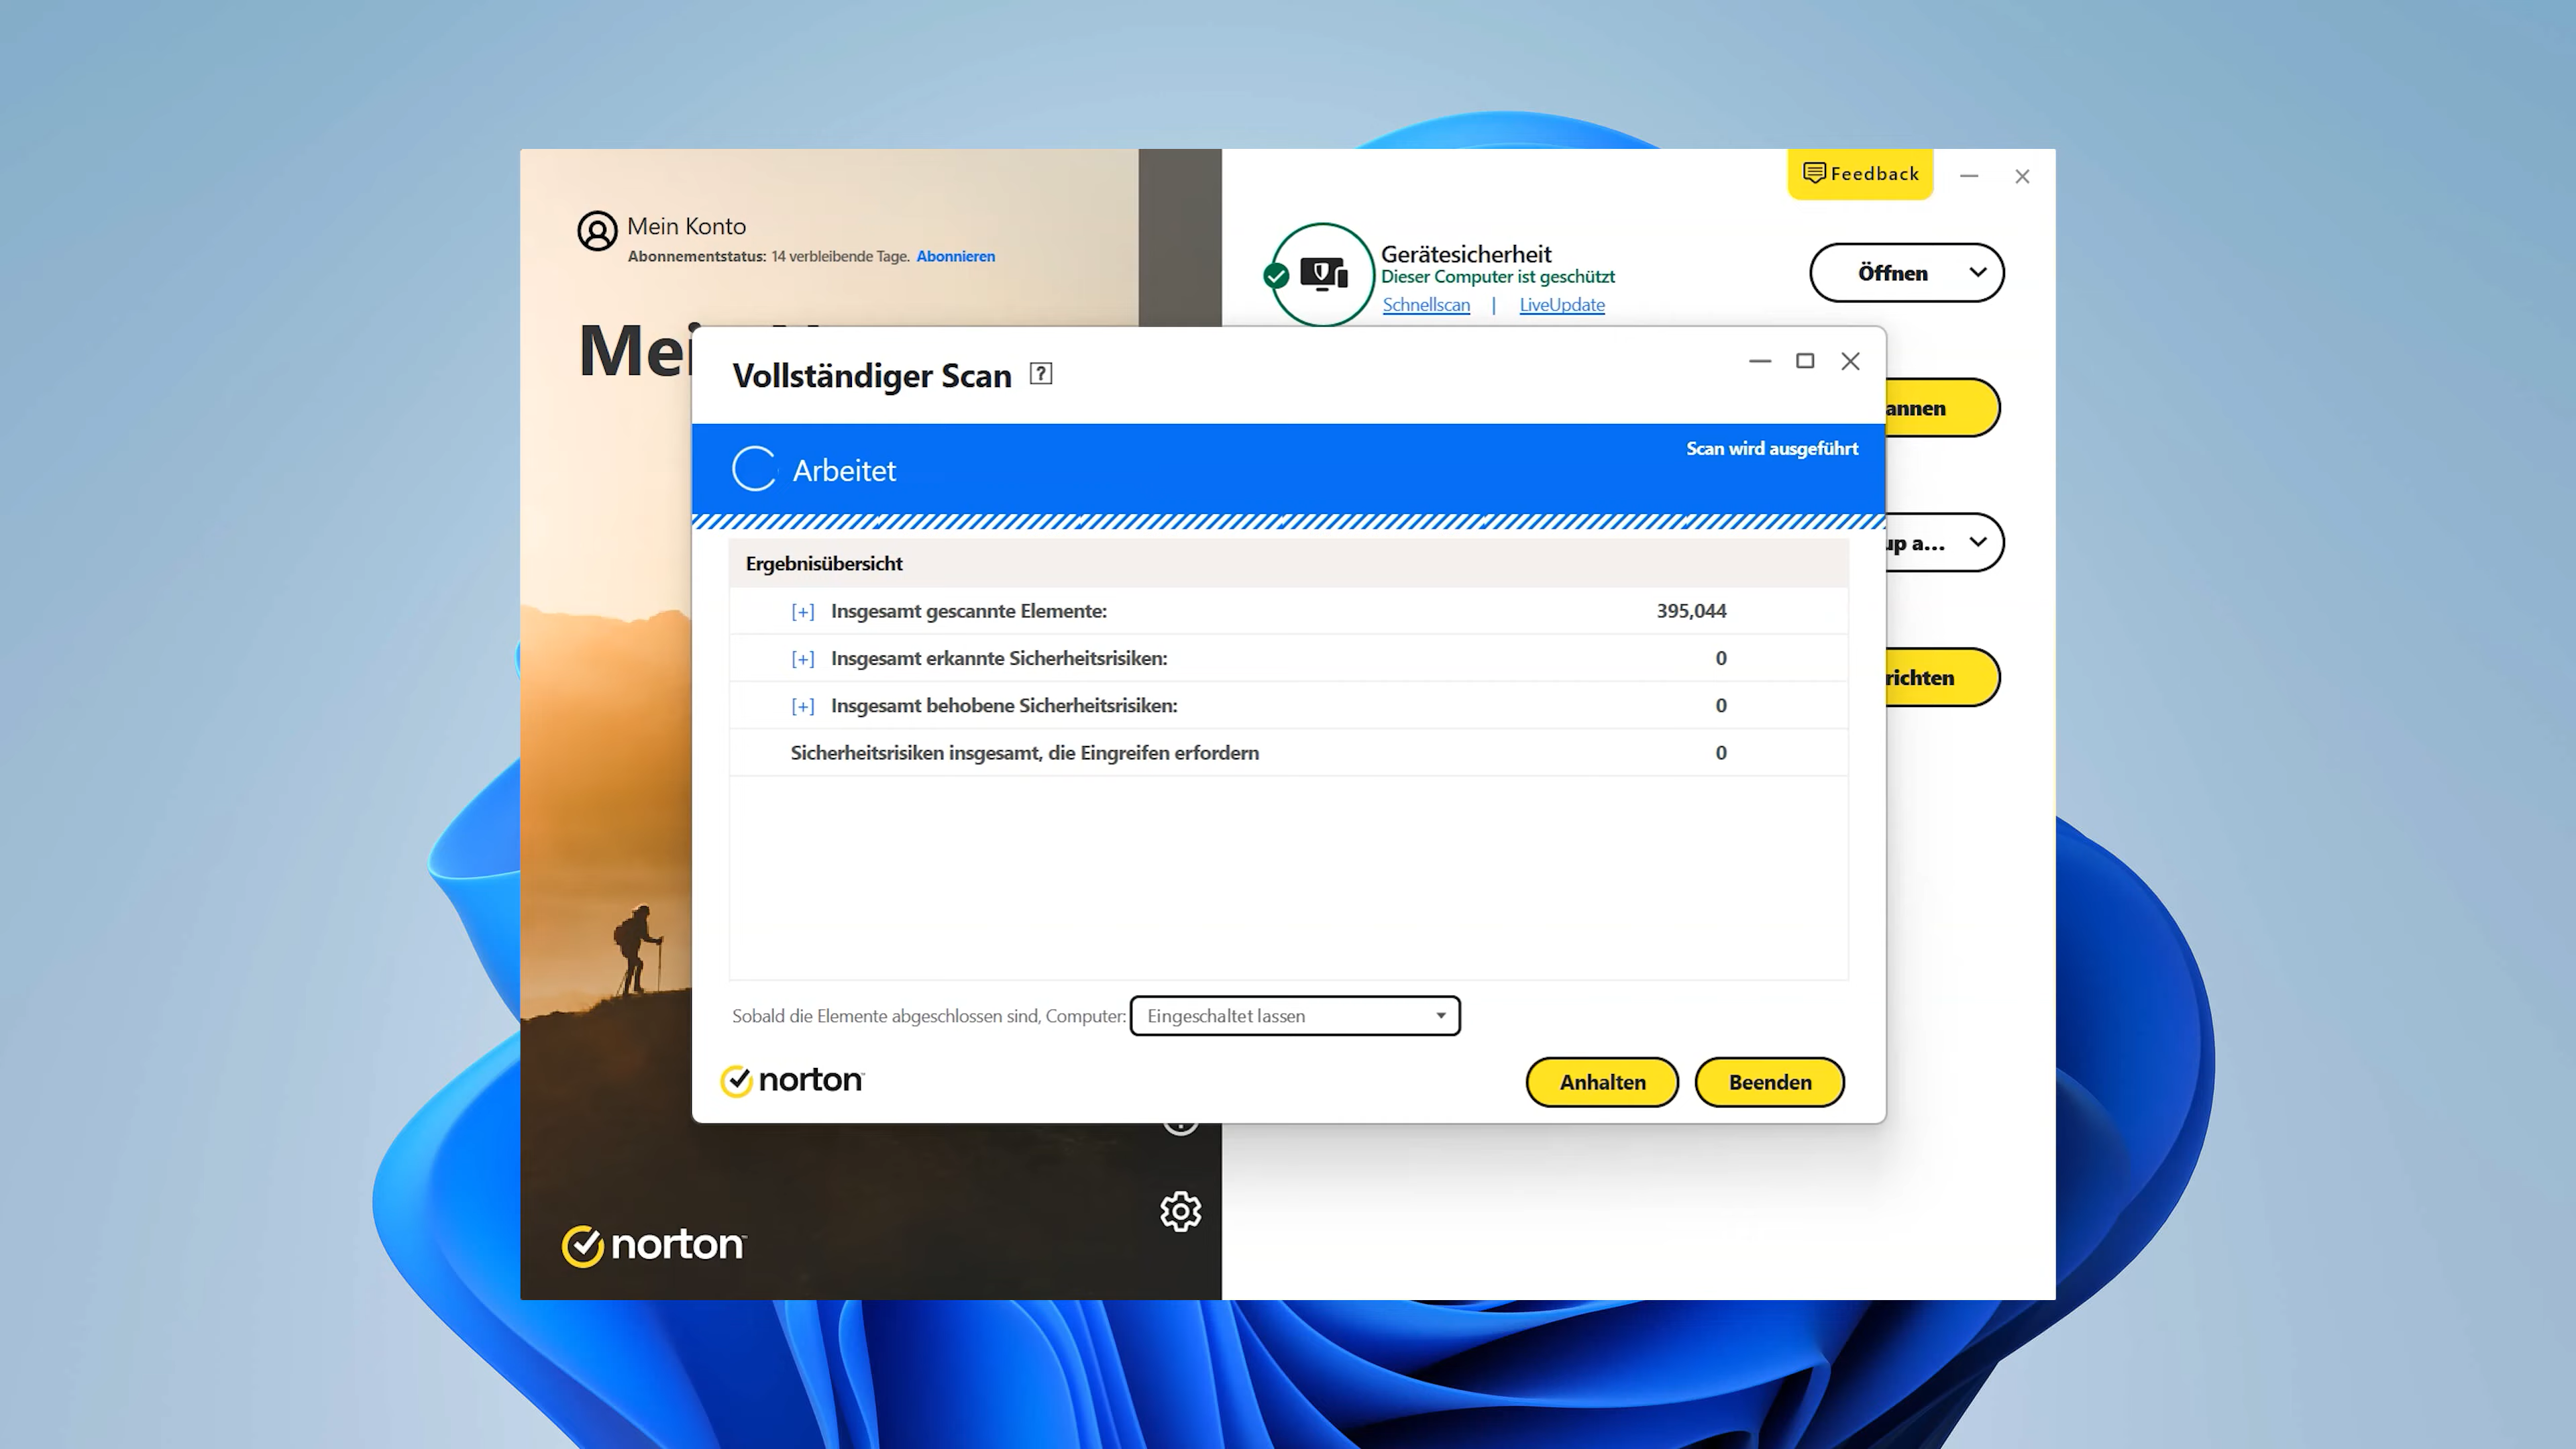 Feedback
Mein Konto
Abonnementstatus: 14 verbleibende Tage. Abonnieren
Gerätesicherheit
Dieser Computer ist geschützt
Schnellscan | LiveUpdate
Öffnen
Vollständiger Scan ?
Arbeitet
Scan wird ausgeführt
Ergebnisübersicht
[+] Insgesamt gescannte Elemente: 395,044
[+] Insgesamt erkannte Sicherheitsrisiken: 0
[+] Insgesamt behobene Sicherheitsrisiken: 0
Sicherheitsrisiken insgesamt, die Eingreifen erfordern 0
Sobald die Elemente abgeschlossen sind, Computer: Eingeschaltet lassen
norton
Anhalten
Beenden
annen
up a...
richten
norton